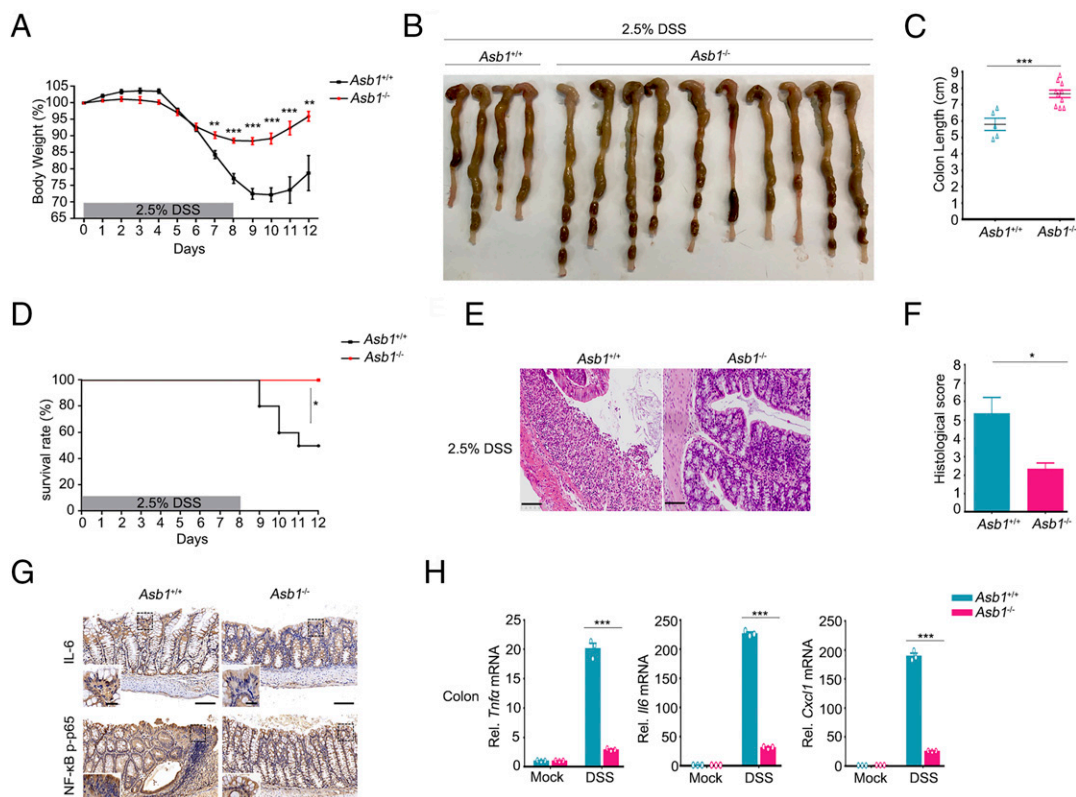 A
Asb1+/+
Asb1-/-
Body Weight (%)
105
100
95
90
85
80
75
70
65
** *** *** *** *** **
2.5% DSS
0 1 2 3 4 5 6 7 8 9 10 11 12
Days
B
2.5% DSS
Asb1+/+ Asb1-/-
C
***
Colon Length (cm)
9
8
7
6
5
4
3
2
1
0
Asb1+/+ Asb1-/-
D
Asb1+/+
Asb1-/-
survival rate (%)
100
80
60
40
20
0
*
2.5% DSS
0 1 2 3 4 5 6 7 8 9 10 11 12
Days
E
Asb1+/+ Asb1-/-
2.5% DSS
F
*
Histological score
8
7
6
5
4
3
2
1
0
Asb1+/+ Asb1-/-
G
Asb1+/+ Asb1-/-
IL-6
NF-κB p-p65
H
Asb1+/+
Asb1-/-
Colon
Rel. Tnfα mRNA
25
20
15
10
5
0
***
Mock DSS
Rel. Il6 mRNA
250
200
150
100
50
0
***
Mock DSS
Rel. Cxcl1 mRNA
250
200
150
100
50
0
***
Mock DSS